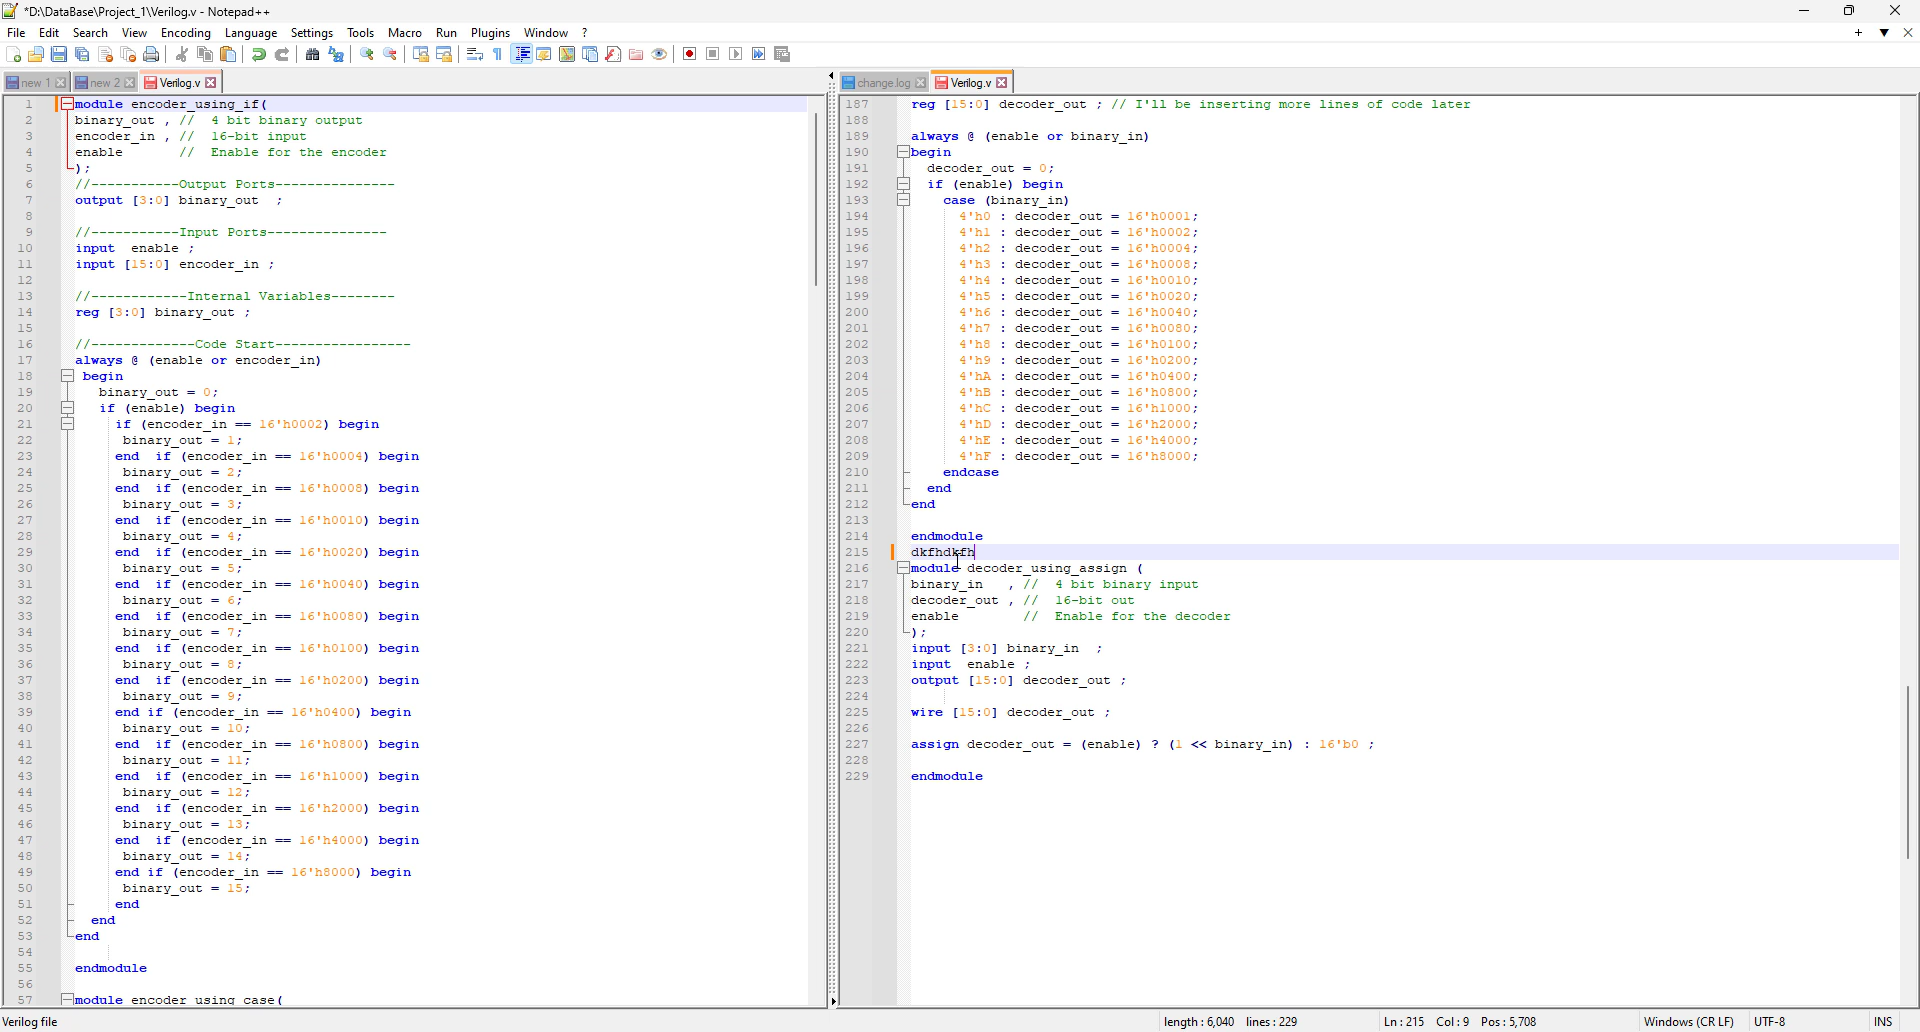 *D:\DataBase\Project_1\Verilog.v - Notepad++
File Edit Search View Encoding Language Settings Tools Macro Run Plugins Window ?
new 1 new 2 Verilog.v
1 module encoder_using_if(
2 binary_out , // 4 bit binary output
3 encoder_in , // 16-bit input
4 enable // Enable for the encoder
5 );
6 //-----------Output Ports---------------
7 output [3:0] binary_out ;
8
9 //-----------Input Ports---------------
10 input enable ;
11 input [15:0] encoder_in ;
12
13 //------------Internal Variables--------
14 reg [3:0] binary_out ;
15
16 //-------------Code Start-----------------
17 always @ (enable or encoder_in)
18 begin
19 binary_out = 0;
20 if (enable) begin
21 if (encoder_in == 16'h0002) begin
22 binary_out = 1;
23 end if (encoder_in == 16'h0004) begin
24 binary_out = 2;
25 end if (encoder_in == 16'h0008) begin
26 binary_out = 3;
27 end if (encoder_in == 16'h0010) begin
28 binary_out = 4;
29 end if (encoder_in == 16'h0020) begin
30 binary_out = 5;
31 end if (encoder_in == 16'h0040) begin
32 binary_out = 6;
33 end if (encoder_in == 16'h0080) begin
34 binary_out = 7;
35 end if (encoder_in == 16'h0100) begin
36 binary_out = 8;
37 end if (encoder_in == 16'h0200) begin
38 binary_out = 9;
39 end if (encoder_in == 16'h0400) begin
40 binary_out = 10;
41 end if (encoder_in == 16'h0800) begin
42 binary_out = 11;
43 end if (encoder_in == 16'h1000) begin
44 binary_out = 12;
45 end if (encoder_in == 16'h2000) begin
46 binary_out = 13;
47 end if (encoder_in == 16'h4000) begin
48 binary_out = 14;
49 end if (encoder_in == 16'h8000) begin
50 binary_out = 15;
51 end
52 end
53 end
54
55 endmodule
56
57 module encoder_using_case(
change.log Verilog.v
187 reg [15:0] decoder_out ; // I'll be inserting more lines of code later
188
189 always @ (enable or binary_in)
190 begin
191 decoder_out = 0;
192 if (enable) begin
193 case (binary_in)
194 4'h0 : decoder_out = 16'h0001;
195 4'h1 : decoder_out = 16'h0002;
196 4'h2 : decoder_out = 16'h0004;
197 4'h3 : decoder_out = 16'h0008;
198 4'h4 : decoder_out = 16'h0010;
199 4'h5 : decoder_out = 16'h0020;
200 4'h6 : decoder_out = 16'h0040;
201 4'h7 : decoder_out = 16'h0080;
202 4'h8 : decoder_out = 16'h0100;
203 4'h9 : decoder_out = 16'h0200;
204 4'hA : decoder_out = 16'h0400;
205 4'hB : decoder_out = 16'h0800;
206 4'hC : decoder_out = 16'h1000;
207 4'hD : decoder_out = 16'h2000;
208 4'hE : decoder_out = 16'h4000;
209 4'hF : decoder_out = 16'h8000;
210 endcase
211 end
212 end
213
214 endmodule
215 dkfhdkfh
216 module decoder_using_assign (
217 binary_in , // 4 bit binary input
218 decoder_out , // 16-bit out
219 enable // Enable for the decoder
220 );
221 input [3:0] binary_in ;
222 input enable ;
223 output [15:0] decoder_out ;
224
225 wire [15:0] decoder_out ;
226
227 assign decoder_out = (enable) ? (1 << binary_in) : 16'b0 ;
228
229 endmodule
Verilog file length : 6,040 lines : 229 Ln : 215 Col : 9 Pos : 5,708 Windows (CR LF) UTF-8 INS